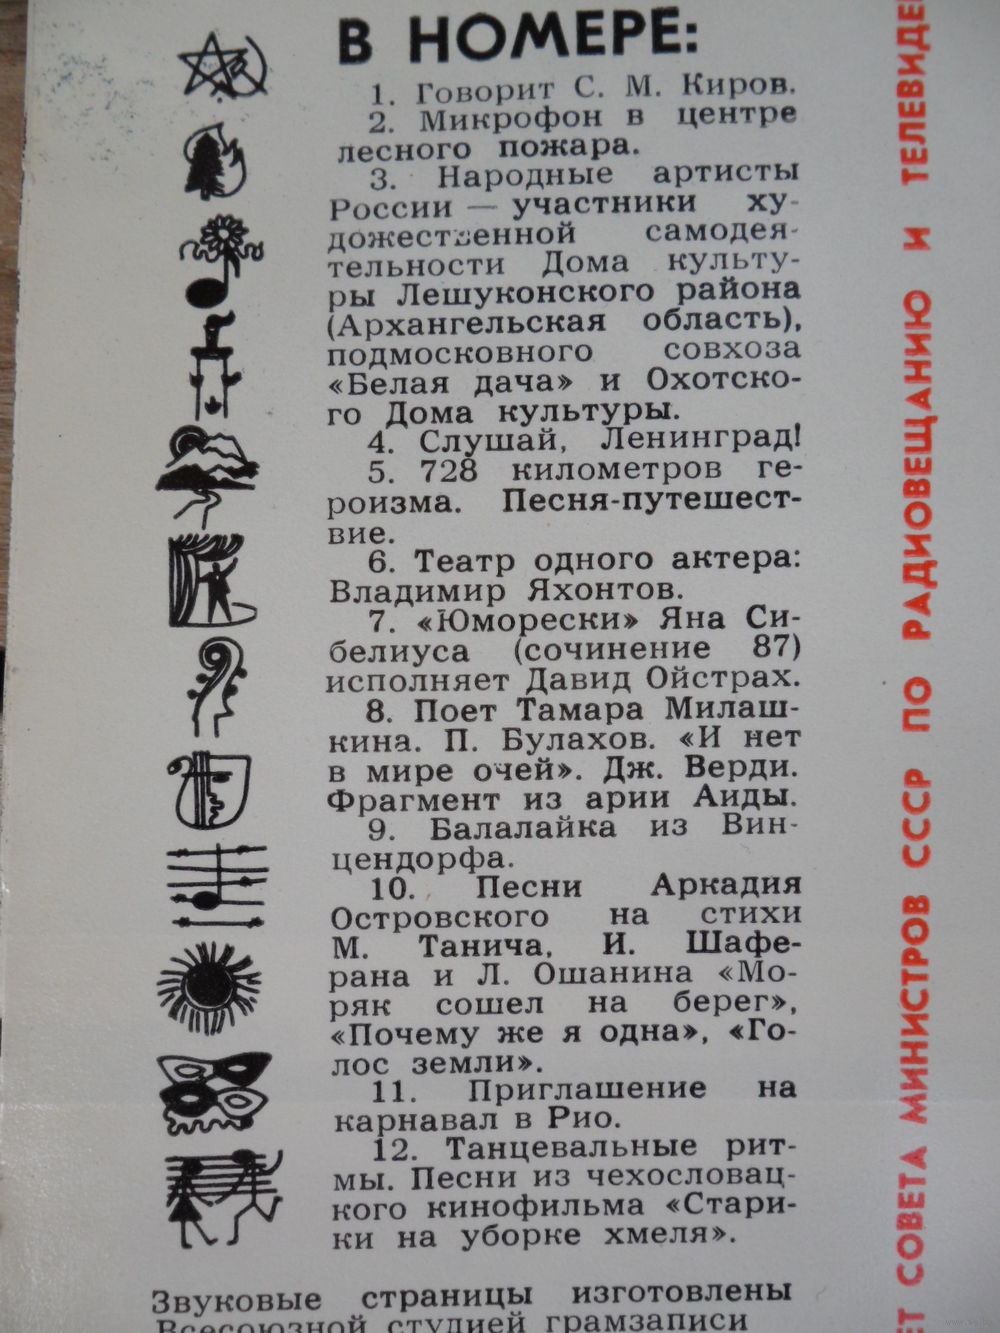 В НОМЕРЕ:
1. Говорит С. М. Киров.
2. Микрофон в центре
лесного пожара.
3. Народные артисты
России — участники ху-
дожественной самодея-
тельности Дома культу-
ры Лешуконского района
(Архангельская область),
подмосковного совхоза
«Белая дача» и Охотско-
го Дома культуры.
4. Слушай, Ленинград!
5. 728 километров ге-
роизма. Песня-путешест-
вие.
6. Театр одного актера:
Владимир Яхонтов.
7. «Юморески» Яна Си-
белиуса (сочинение 87)
исполняет Давид Ойстрах.
8. Поет Тамара Милаш-
кина. П. Булахов. «И нет
в мире очей». Дж. Верди.
Фрагмент из арии Аиды.
9. Балалайка из Вин-
цендорфа.
10. Песни Аркадия
Островского на стихи
М. Танича, И. Шафе-
рана и Л. Ошанина «Мо-
ряк сошел на берег»,
«Почему же я одна», «Го-
лос земли».
11. Приглашение на
карнавал в Рио.
12. Танцевальные рит-
мы. Песни из чехословац-
кого кинофильма «Стари-
ки на уборке хмеля».
Звуковые страницы изготовлены
Всесоюзной студией грамзаписи
СОВЕТА МИНИСТРОВ СССР ПО РАДИОВЕЩАНИЮ И ТЕЛЕВИДЕ